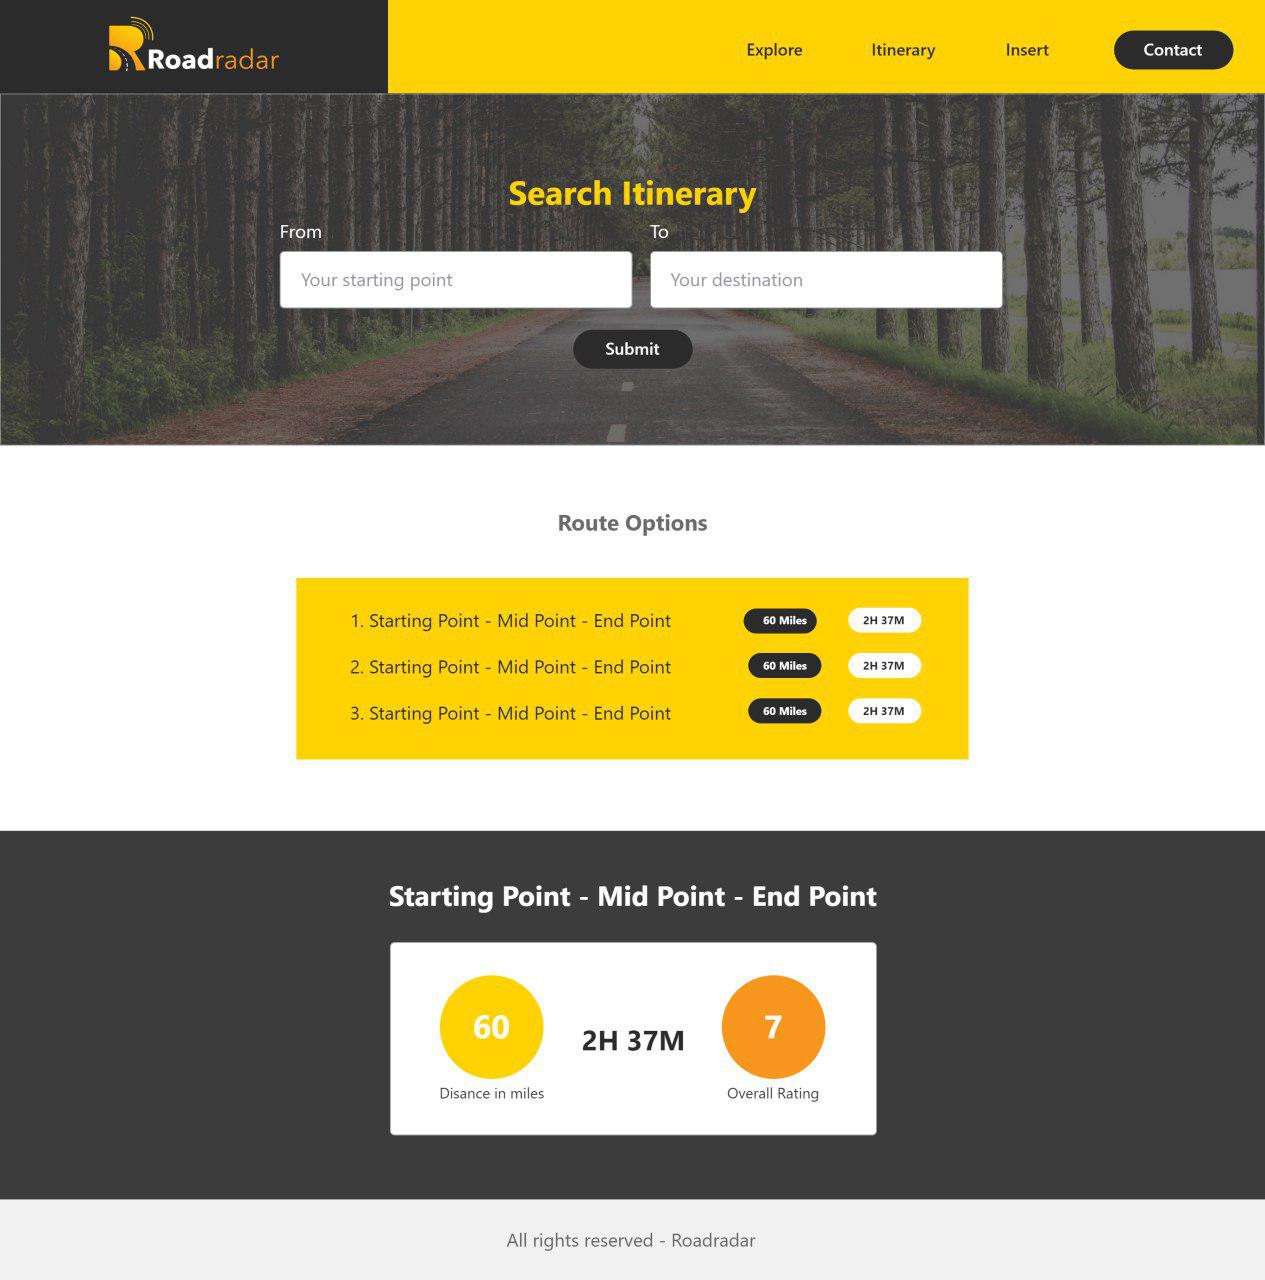 Roadradar
Explore Itinerary Insert Contact
Search Itinerary
From To
Your starting point Your destination
Submit
Route Options
1. Starting Point - Mid Point - End Point 60 Miles 2H 37M
2. Starting Point - Mid Point - End Point 60 Miles 2H 37M
3. Starting Point - Mid Point - End Point 60 Miles 2H 37M
Starting Point - Mid Point - End Point
60 2H 37M 7
Disance in miles Overall Rating
All rights reserved - Roadradar